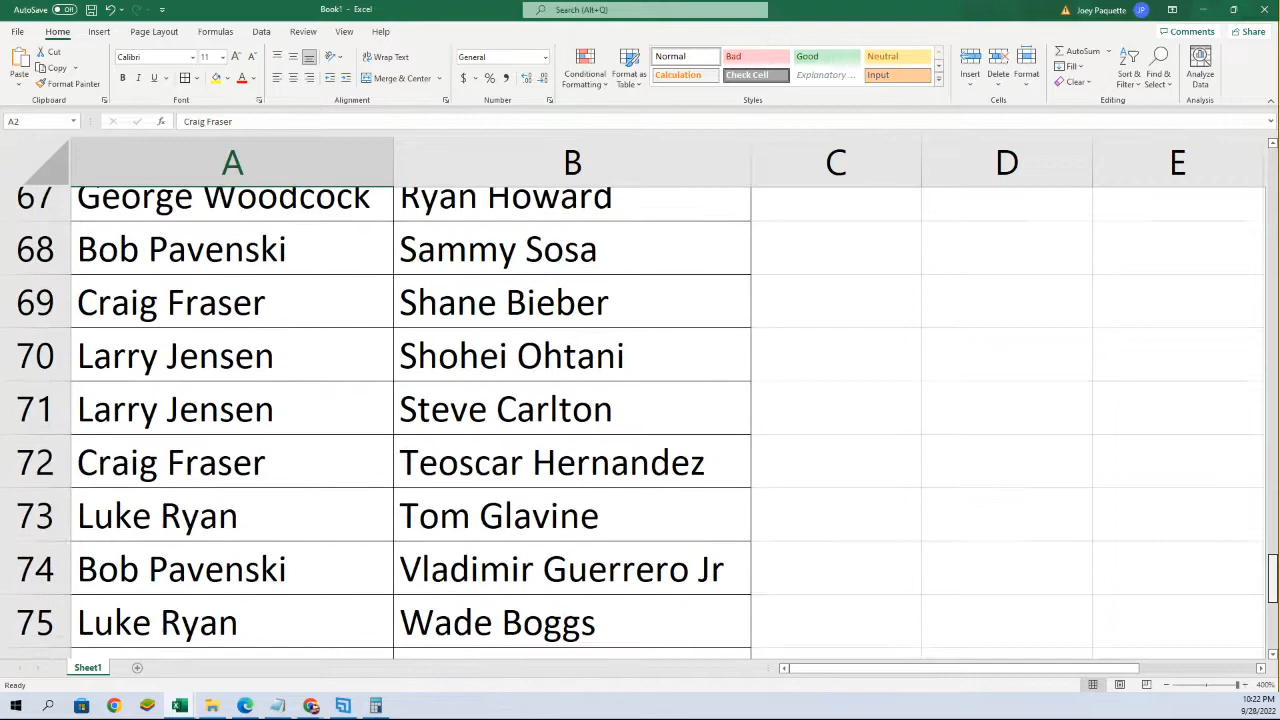 AutoSave Off Book1 - Excel Search (Alt+Q) Joey Paquette JP
File Home Insert Page Layout Formulas Data Review View Help Comments Share
Paste Cut Copy Format Painter Clipboard
Calibri 11 A A B I U A Font
Wrap Text Merge & Center Alignment
General $ % , Number
Conditional Formatting Format as Table
Normal Bad Good Neutral
Calculation Check Cell Explanatory ... Input
Styles
Insert Delete Format Cells
AutoSum Fill Clear Sort & Filter Find & Select Editing
Analyze Data Analysis
A2 fx Craig Fraser
A B C D E
67 George Woodcock Ryan Howard
68 Bob Pavenski Sammy Sosa
69 Craig Fraser Shane Bieber
70 Larry Jensen Shohei Ohtani
71 Larry Jensen Steve Carlton
72 Craig Fraser Teoscar Hernandez
73 Luke Ryan Tom Glavine
74 Bob Pavenski Vladimir Guerrero Jr
75 Luke Ryan Wade Boggs
Sheet1
Ready 400%
10:22 PM
9/28/2022